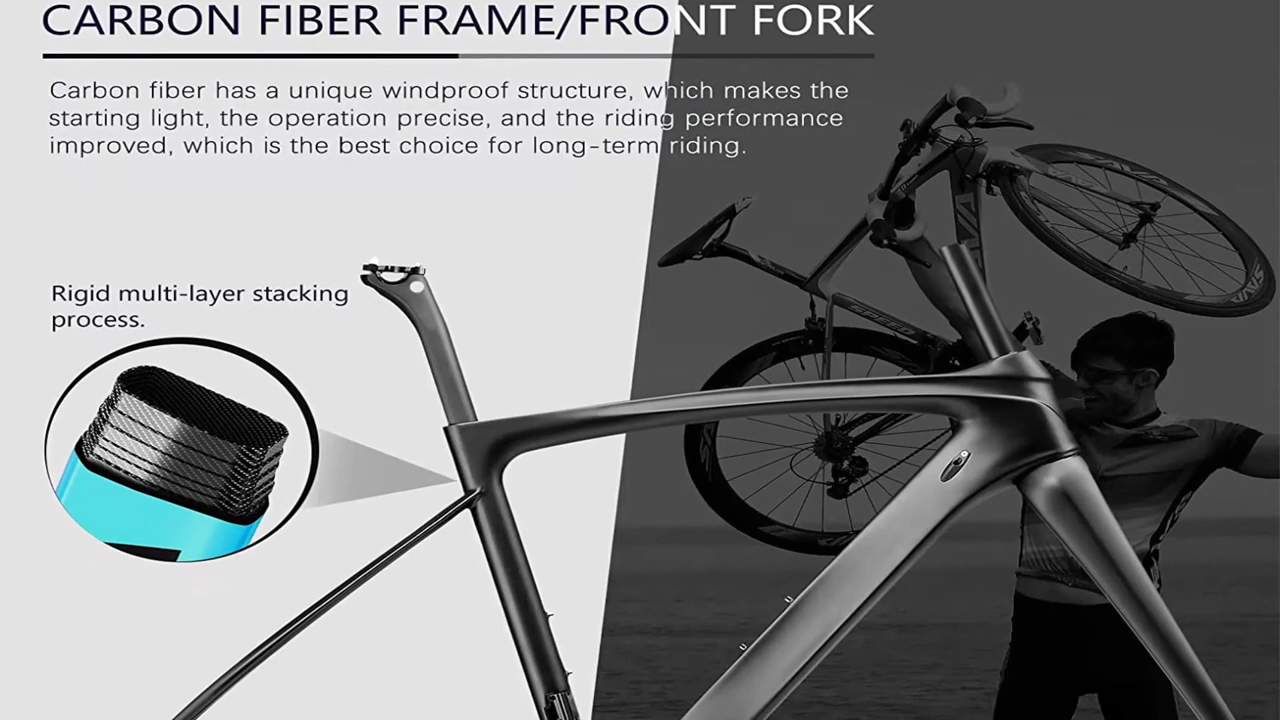 CARBON FIBER FRAME/FRONT FORK
Carbon fiber has a unique windproof structure, which makes the
starting light, the operation precise, and the riding performance
improved, which is the best choice for long-term riding.
Rigid multi-layer stacking
process.
SAVA
SAVA